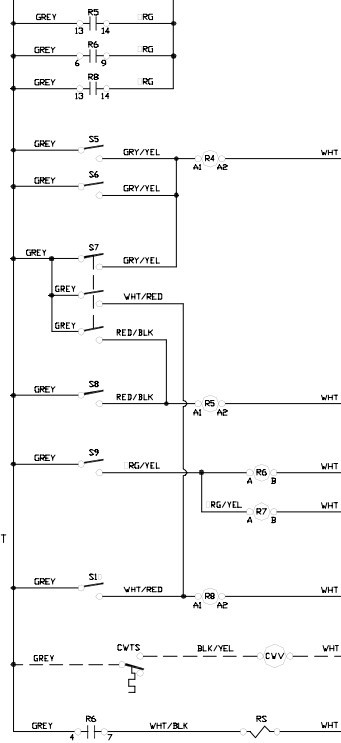 GREY R5 RG
13 14
GREY R6 RG
6 9
GREY R8 RG
13 14
GREY S5 GRY/YEL R4 WHT
A1 A2
GREY S6 GRY/YEL
GREY S7 GRY/YEL
GREY WHT/RED
GREY RED/BLK
GREY S8 RED/BLK R5 WHT
A1 A2
GREY S9 RG/YEL R6 WHT
A B
RG/YEL R7 WHT
A B
T
GREY S1 WHT/RED R8 WHT
A1 A2
GREY CWTS BLK/YEL CWV WHT
GREY R6 WHT/BLK RS WHT
4 7